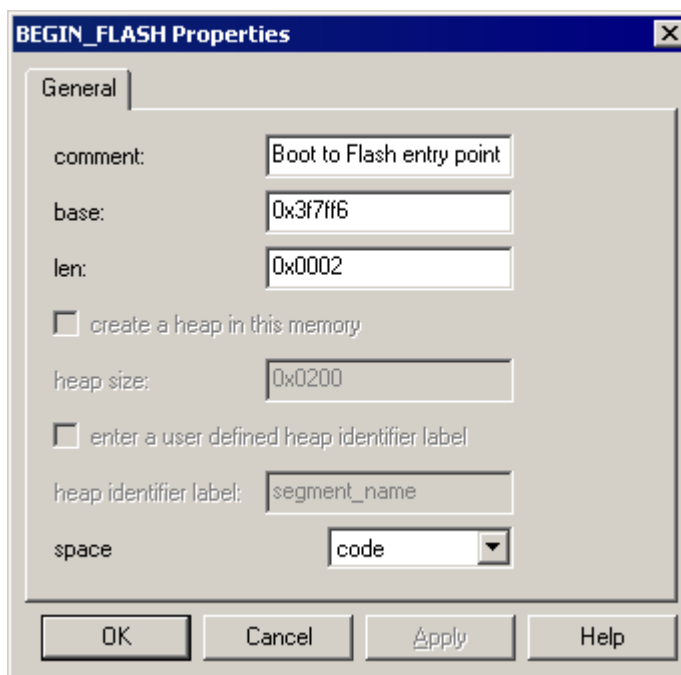 BEGIN_FLASH Properties
General
comment: Boot to Flash entry point
base: 0x3f7ff6
len: 0x0002
create a heap in this memory
heap size: 0x0200
enter a user defined heap identifier label
heap identifier label: segment_name
space code
OK Cancel Apply Help